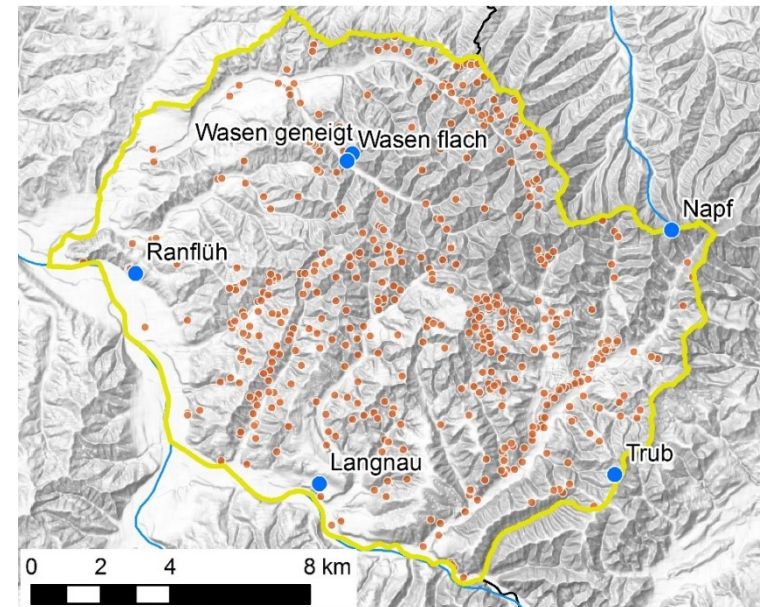 Wasen geneigt Wasen flach
Napf
Ranflüh
Langnau
Trub
0 2 4 8 km